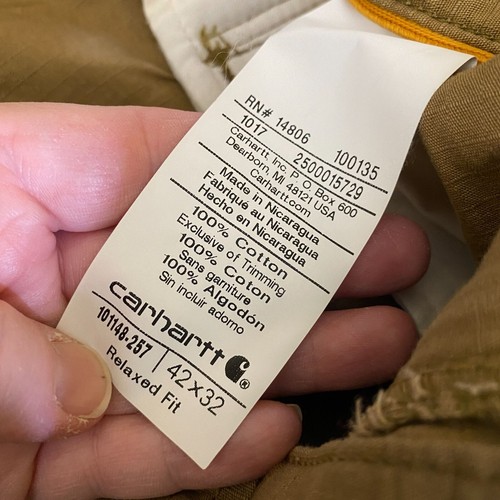 RN# 14806 100135
1017 2500015729
Carhartt, Inc. P. O. Box 600
Dearborn, MI 48121 USA
Carhartt.com
Made in Nicaragua
Fabriqué au Nicaragua
Hecho en Nicaragua
100% Cotton
Exclusive of Trimming
100% Coton
Sans garniture
100% Algodón
Sin incluir adorno
carhartt
101148-257 42x32
Relaxed Fit